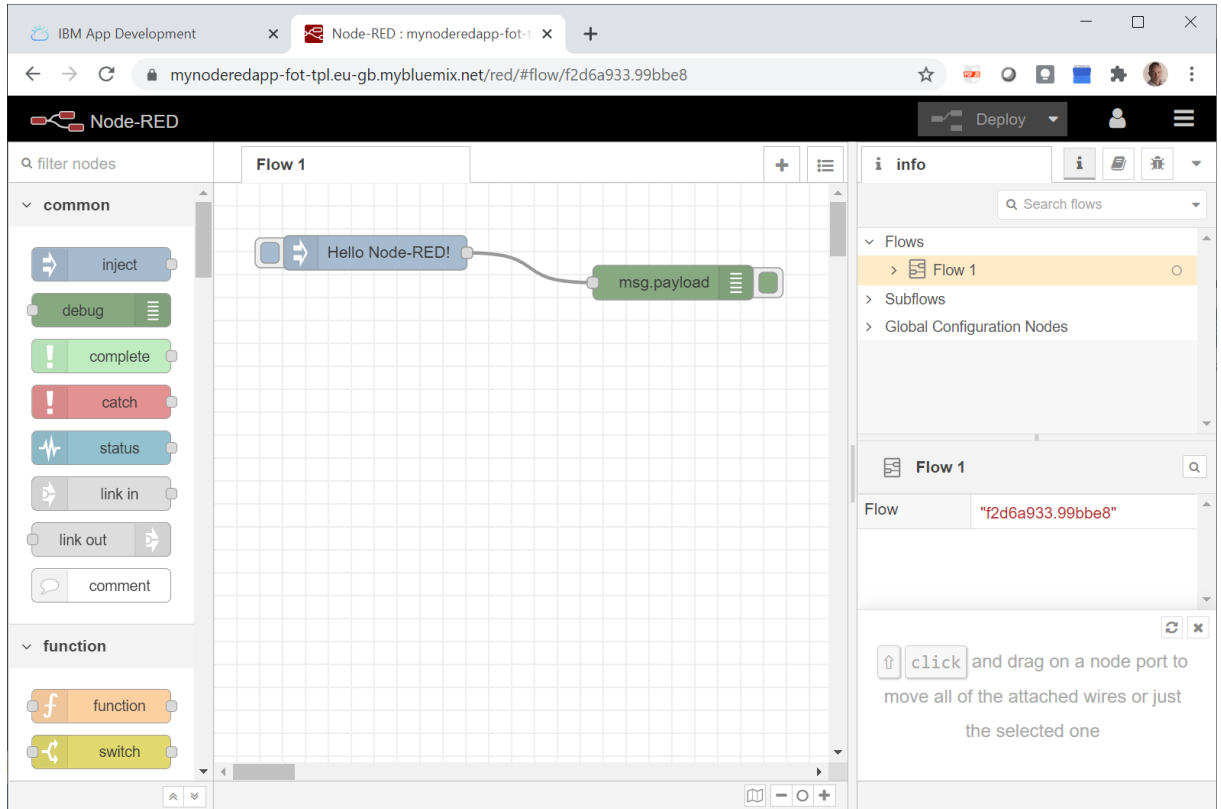 IBM App Development
Node-RED : mynoderedapp-fot-t
mynoderedapp-fot-tpl.eu-gb.mybluemix.net/red/#flow/f2d6a933.99bbe8
Node-RED
Deploy
filter nodes
Flow 1
i info
i
Search flows
common
inject
debug
complete
catch
status
link in
link out
comment
function
function
switch
Hello Node-RED!
msg.payload
Flows
Flow 1
Subflows
Global Configuration Nodes
Flow 1
Flow "f2d6a933.99bbe8"
⇧ click and drag on a node port to
move all of the attached wires or just
the selected one